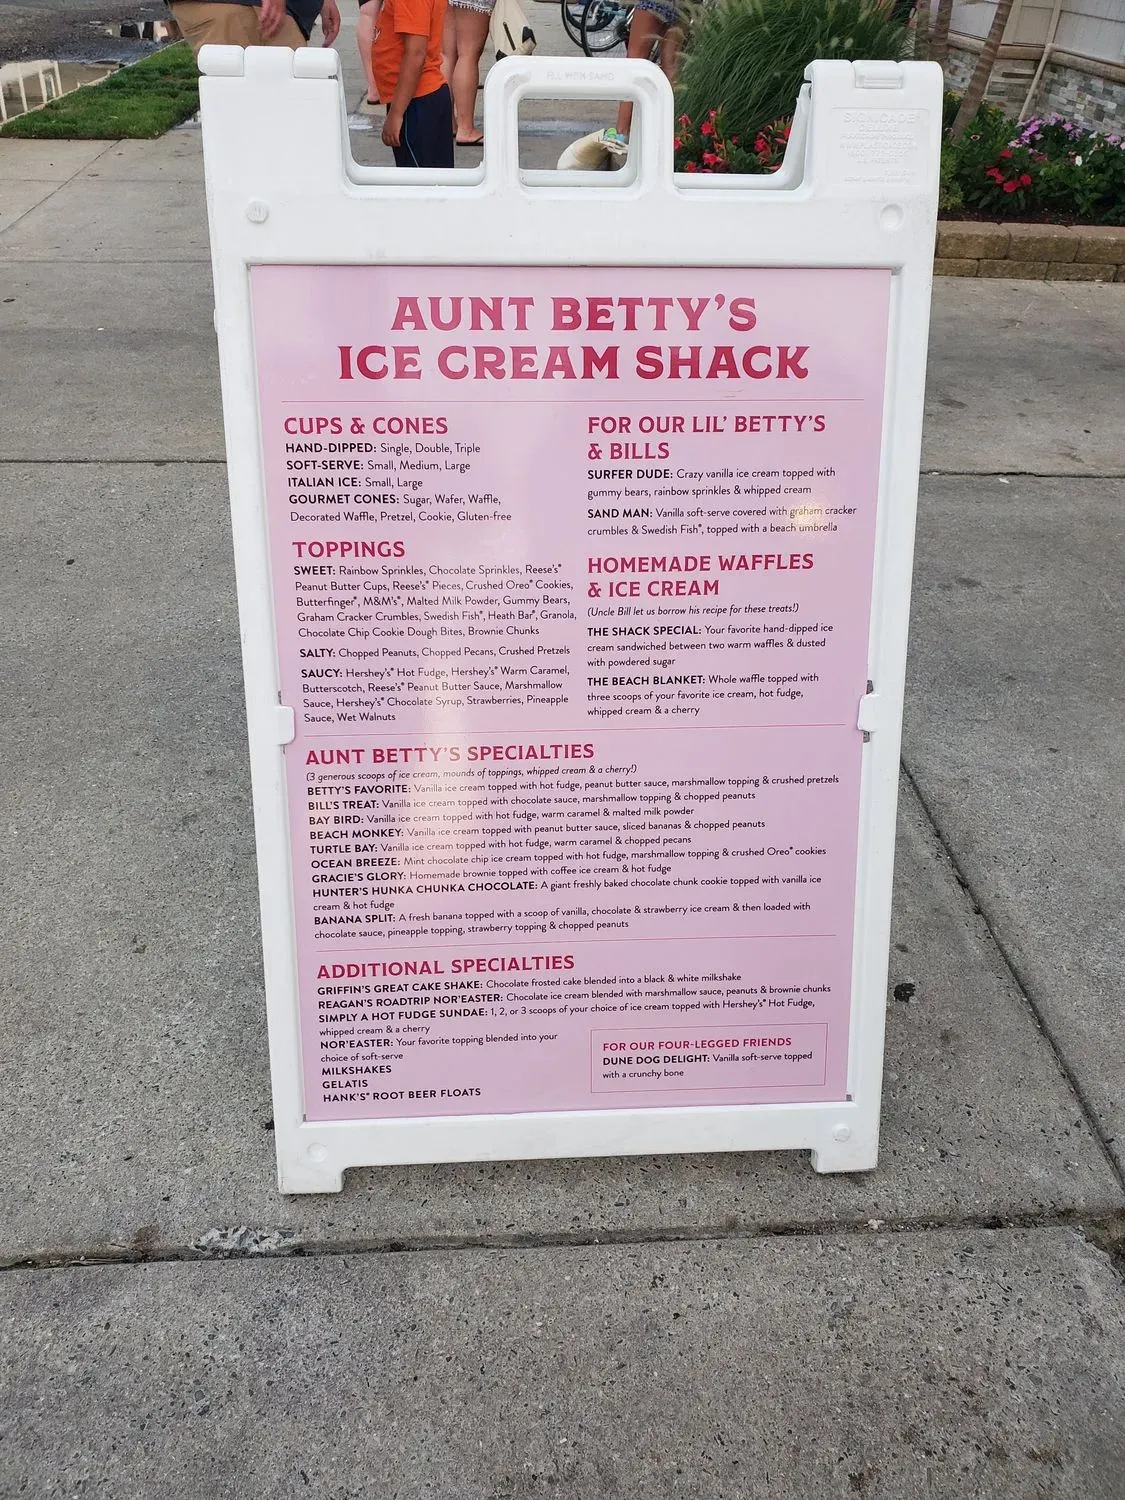 AUNT BETTY'S
ICE CREAM SHACK
CUPS & CONES
HAND-DIPPED: Single, Double, Triple
SOFT-SERVE: Small, Medium, Large
ITALIAN ICE: Small, Large
GOURMET CONES: Sugar, Wafer, Waffle,
Decorated Waffle, Pretzel, Cookie, Gluten-free
TOPPINGS
SWEET: Rainbow Sprinkles, Chocolate Sprinkles, Reese's®
Peanut Butter Cups, Reese's® Pieces, Crushed Oreo® Cookies,
Butterfinger®, M&M's®, Malted Milk Powder, Gummy Bears,
Graham Cracker Crumbles, Swedish Fish®, Heath Bar®, Granola,
Chocolate Chip Cookie Dough Bites, Brownie Chunks
SALTY: Chopped Peanuts, Chopped Pecans, Crushed Pretzels
SAUCY: Hershey's® Hot Fudge, Hershey's® Warm Caramel,
Butterscotch, Reese's® Peanut Butter Sauce, Marshmallow
Sauce, Hershey's® Chocolate Syrup, Strawberries, Pineapple
Sauce, Wet Walnuts
FOR OUR LIL' BETTY'S
& BILLS
SURFER DUDE: Crazy vanilla ice cream topped with
gummy bears, rainbow sprinkles & whipped cream
SAND MAN: Vanilla soft-serve covered with graham cracker
crumbles & Swedish Fish®, topped with a beach umbrella
HOMEMADE WAFFLES
& ICE CREAM
(Uncle Bill let us borrow his recipe for these treats!)
THE SHACK SPECIAL: Your favorite hand-dipped ice
cream sandwiched between two warm waffles & dusted
with powdered sugar
THE BEACH BLANKET: Whole waffle topped with
three scoops of your favorite ice cream, hot fudge,
whipped cream & a cherry
AUNT BETTY'S SPECIALTIES
(3 generous scoops of ice cream, mounds of toppings, whipped cream & a cherry!)
BETTY'S FAVORITE: Vanilla ice cream topped with hot fudge, peanut butter sauce, marshmallow topping & crushed pretzels
BILL'S TREAT: Vanilla ice cream topped with chocolate sauce, marshmallow topping & chopped peanuts
BAY BIRD: Vanilla ice cream topped with hot fudge, warm caramel & malted milk powder
BEACH MONKEY: Vanilla ice cream topped with peanut butter sauce, sliced bananas & chopped peanuts
TURTLE BAY: Vanilla ice cream topped with hot fudge, warm caramel & chopped pecans
OCEAN BREEZE: Mint chocolate chip ice cream topped with hot fudge, marshmallow topping & crushed Oreo® cookies
GRACIE'S GLORY: Homemade brownie topped with coffee ice cream & hot fudge
HUNTER'S HUNKA CHUNKA CHOCOLATE: A giant freshly baked chocolate chunk cookie topped with vanilla ice
cream & hot fudge
BANANA SPLIT: A fresh banana topped with a scoop of vanilla, chocolate & strawberry ice cream & then loaded with
chocolate sauce, pineapple topping, strawberry topping & chopped peanuts
ADDITIONAL SPECIALTIES
GRIFFIN'S GREAT CAKE SHAKE: Chocolate frosted cake blended into a black & white milkshake
REAGAN'S ROADTRIP NOR'EASTER: Chocolate ice cream blended with marshmallow sauce, peanuts & brownie chunks
SIMPLY A HOT FUDGE SUNDAE: 1, 2, or 3 scoops of your choice of ice cream topped with Hershey's® Hot Fudge,
whipped cream & a cherry
NOR'EASTER: Your favorite topping blended into your
choice of soft-serve
MILKSHAKES
GELATIS
HANK'S® ROOT BEER FLOATS
FOR OUR FOUR-LEGGED FRIENDS
DUNE DOG DELIGHT: Vanilla soft-serve topped
with a crunchy bone